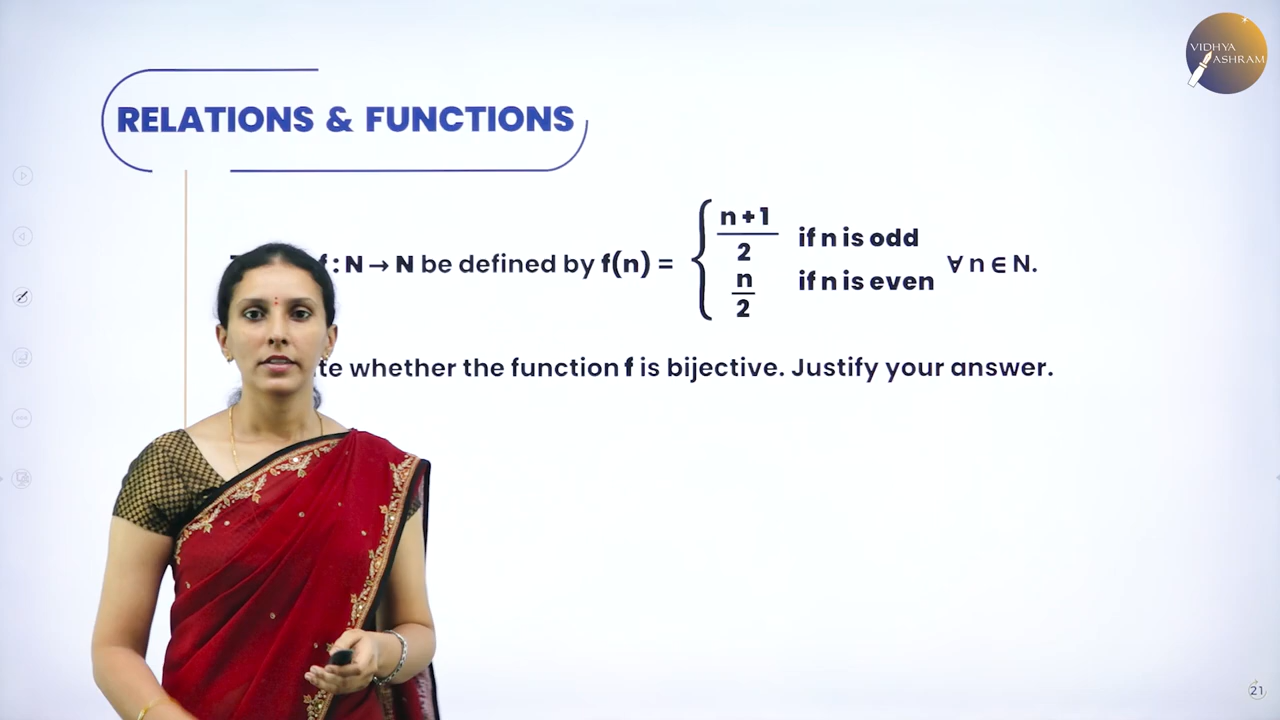 VIDHYA
ASHRAM
RELATIONS & FUNCTIONS
f : N → N be defined by f(n) = { n + 1 / 2 if n is odd
n / 2 if n is even ∀ n ∈ N.
whether the function f is bijective. Justify your answer.
21